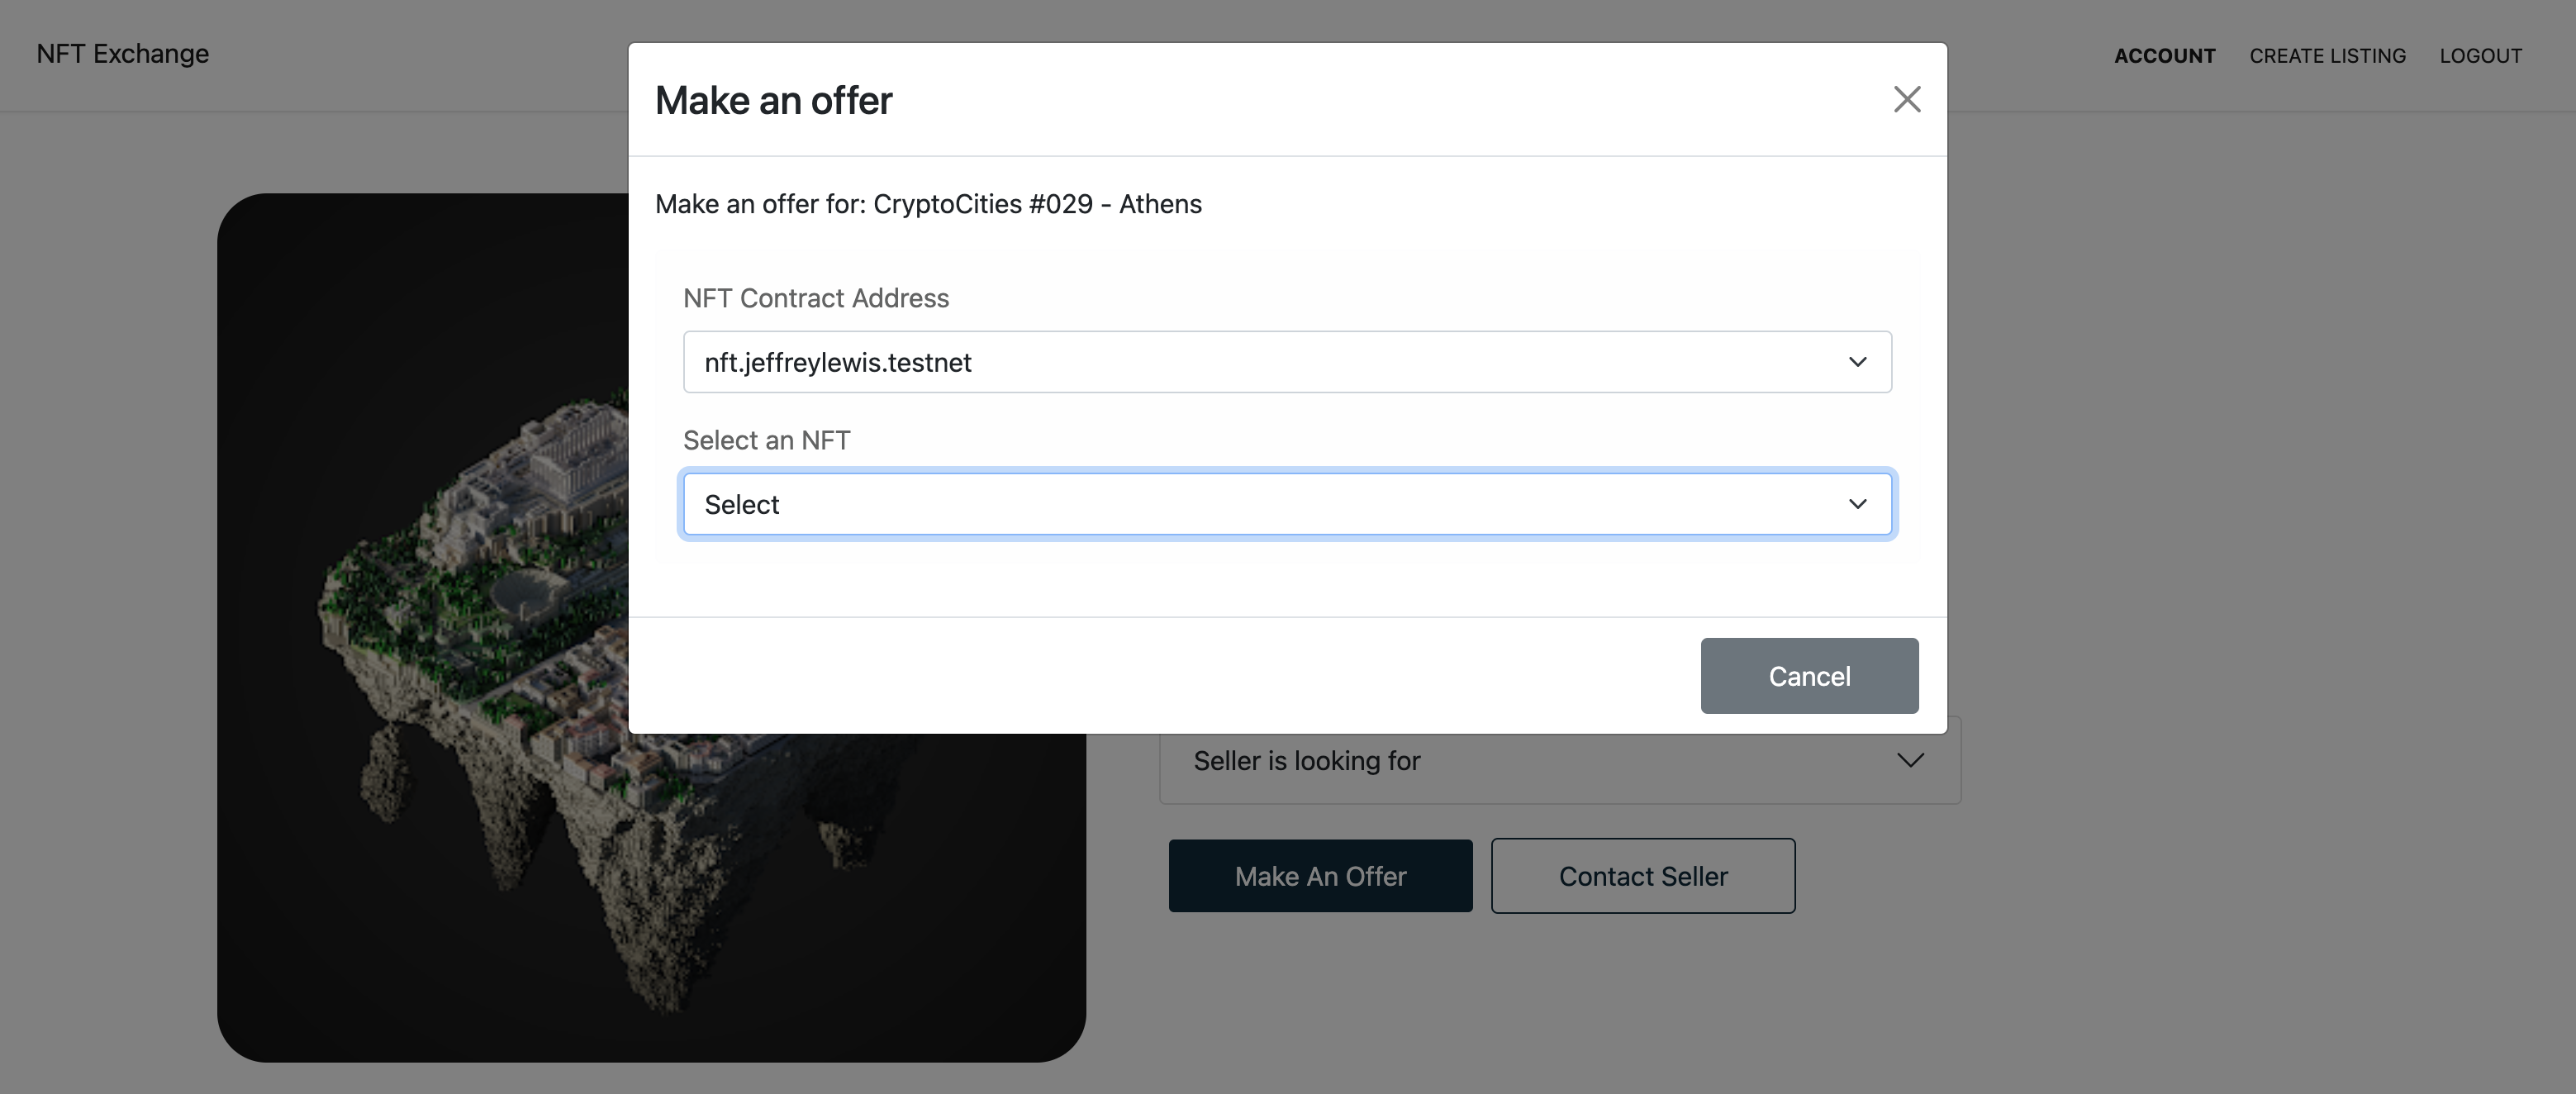 NFT Exchange
ACCOUNT
CREATE LISTING
LOGOUT
Make an offer
Make an offer for: CryptoCities #029 - Athens
NFT Contract Address
nft.jeffreylewis.testnet
Select an NFT
Select
Cancel
Seller is looking for
Make An Offer
Contact Seller